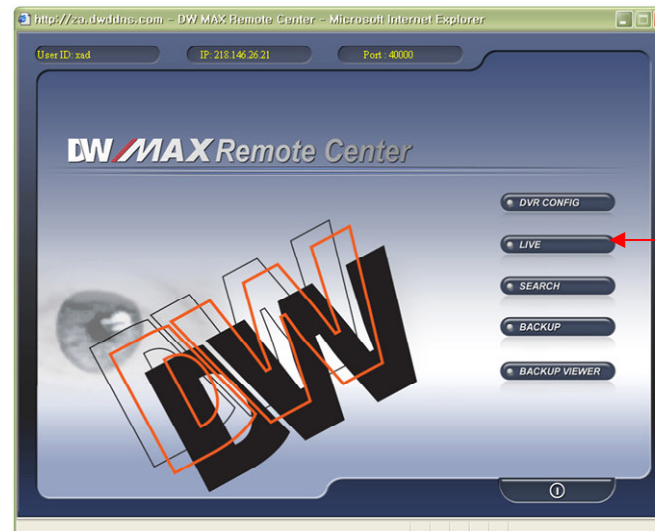 http://za.dwddns.com - DW MAX Remote Center - Microsoft Internet Explorer
User ID: xad IP: 218.146.26.21 Port : 40000
DW MAX Remote Center
DVR CONFIG
LIVE
SEARCH
BACKUP
BACKUP VIEWER
DW